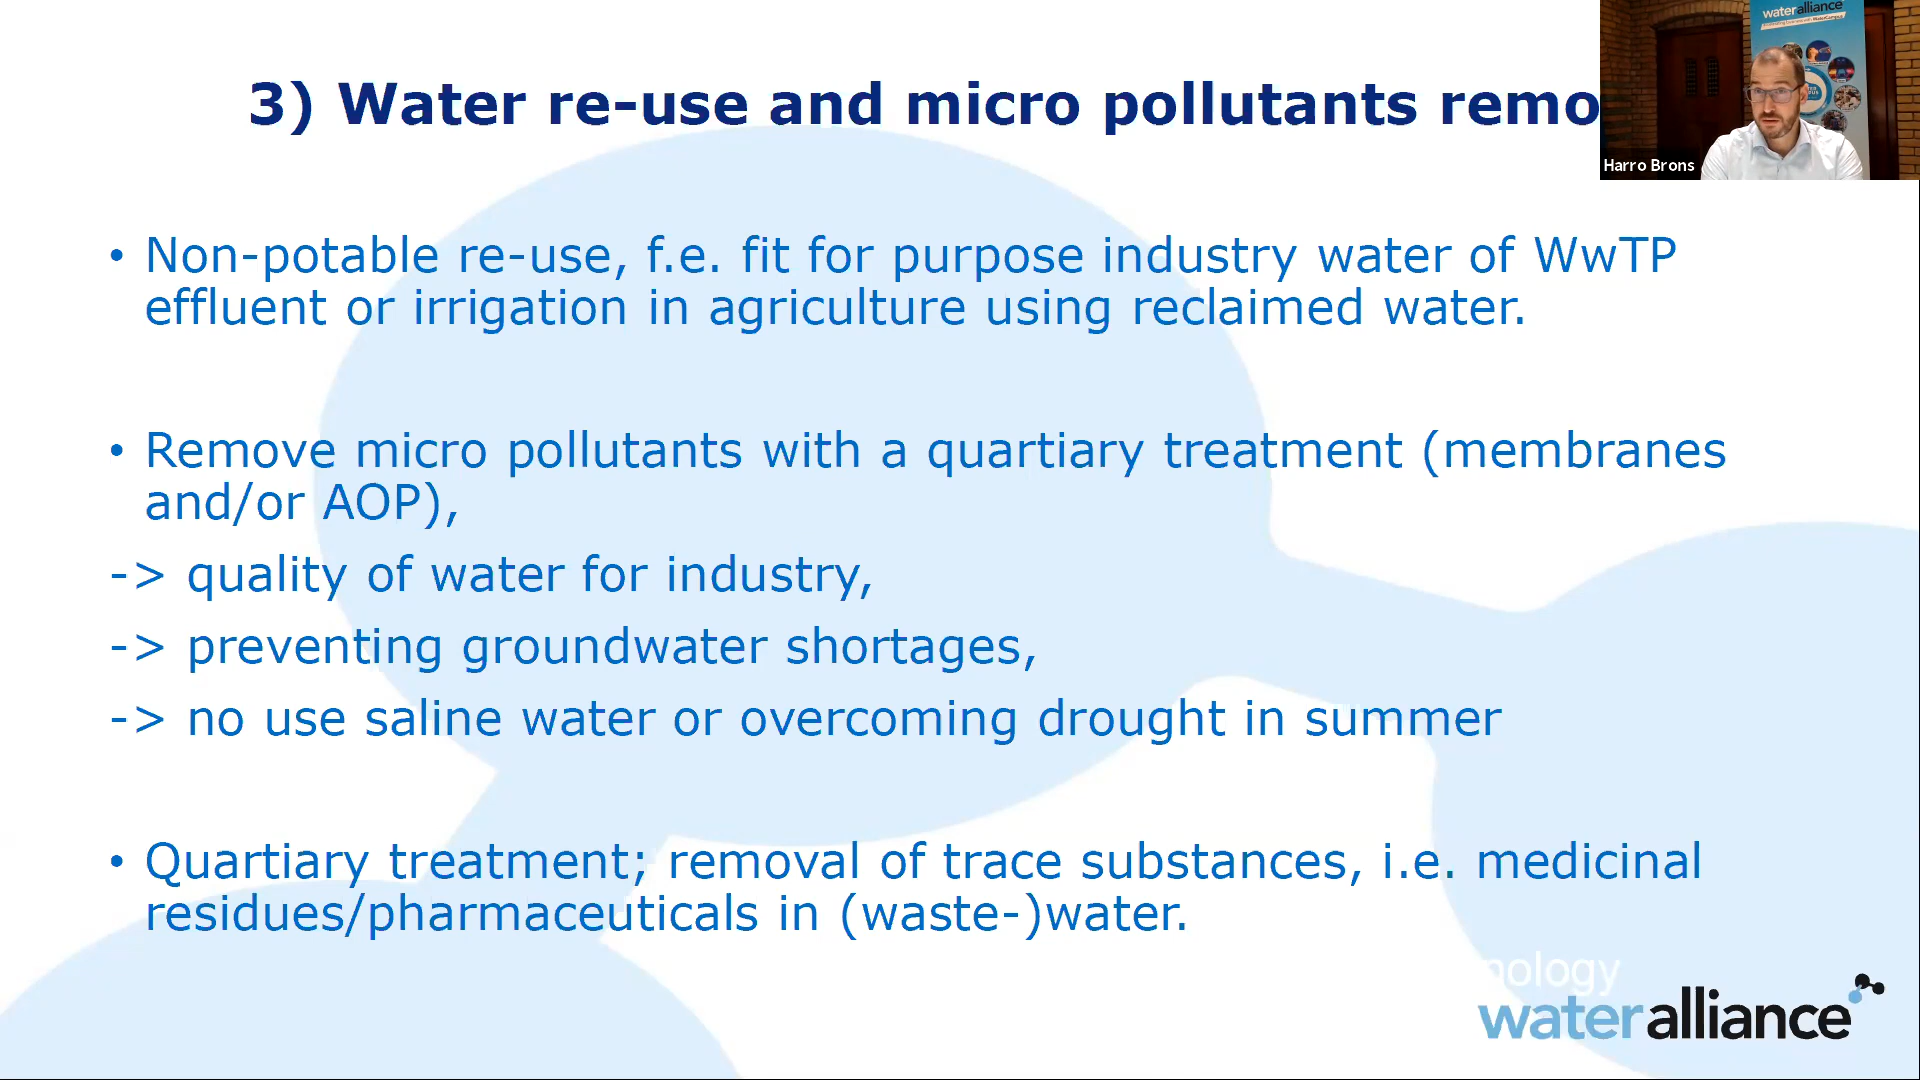 3) Water re-use and micro pollutants remo
wateralliance
Harro Brons
• Non-potable re-use, f.e. fit for purpose industry water of WwTP
effluent or irrigation in agriculture using reclaimed water.
• Remove micro pollutants with a quartiary treatment (membranes
and/or AOP),
-> quality of water for industry,
-> preventing groundwater shortages,
-> no use saline water or overcoming drought in summer
• Quartiary treatment; removal of trace substances, i.e. medicinal
residues/pharmaceuticals in (waste-)water.
nology
wateralliance